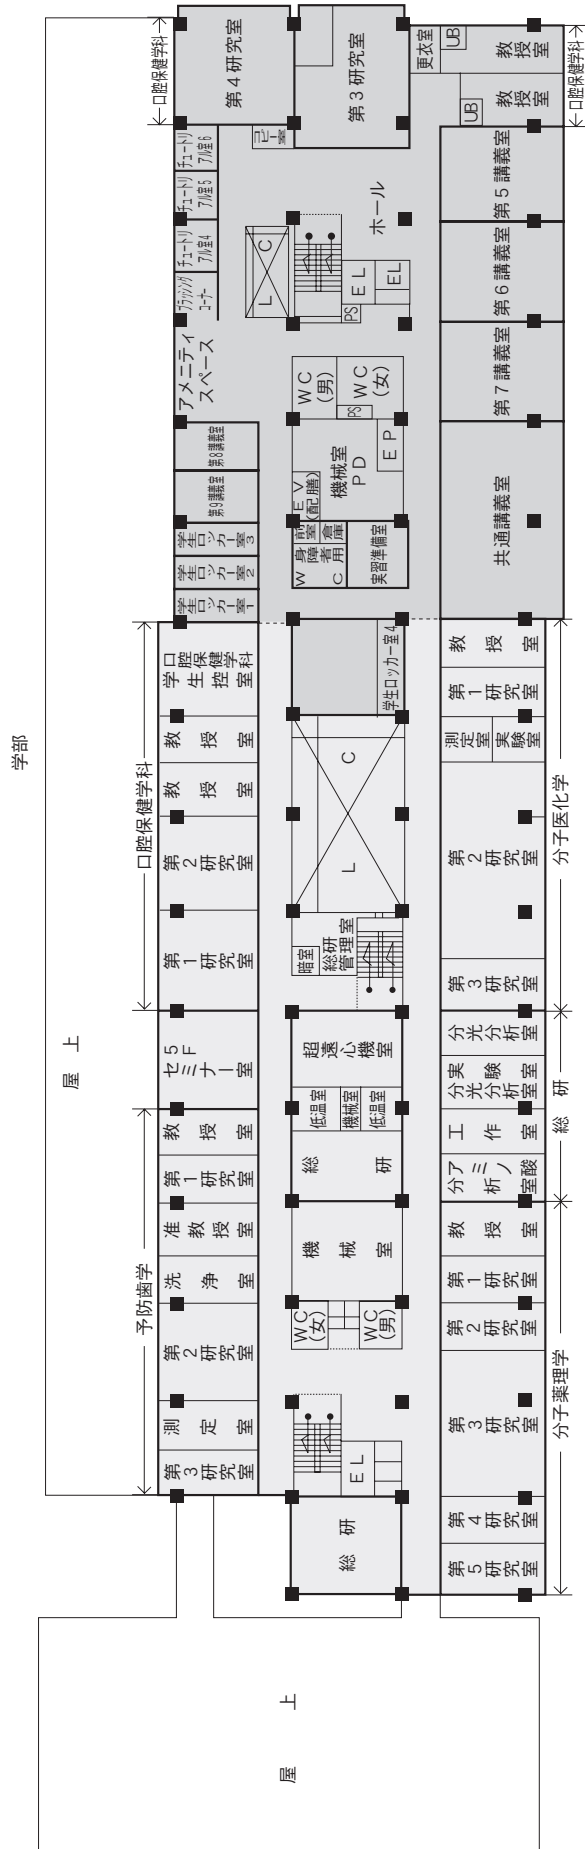 学部
口腔保健学科
第4研究室
第3研究室
更衣室
UB
教授室
UB
教授室
口腔保健学科
チュートリアル室6
チュートリアル室5
チュートリアル室4
ブラッシングコーナー
コピー室
ホール
L C
EL
EL
PS
第5講義室
第6講義室
第7講義室
共通講義室
アメニティスペース
WC(男)
WC(女)
PS
EP
機械室
PD
EV(配膳)
前室
倉庫
身障者用WC
実習準備室
第8講義室
第9講義室
学生ロッカー室3
学生ロッカー室2
学生ロッカー室1
学生ロッカー室4
口腔保健学科
口腔保健学科学生控室
教授室
教授室
第2研究室
第1研究室
L C
暗室
総研管理室
教授室
第1研究室
測定室
実験室
第2研究室
第3研究室
分子医化学
屋上
5Fセミナー室
超遠心機室
低温室
機械室
低温室
総研
分光分析室
実験室
分光分析室
工作室
アミノ酸分析室
総研
予防歯学
教授室
第1研究室
准教授室
洗浄室
第2研究室
測定室
第3研究室
機械室
WC(女)
WC(男)
EL
総研
教授室
第1研究室
第2研究室
第3研究室
第4研究室
第5研究室
分子薬理学
屋上